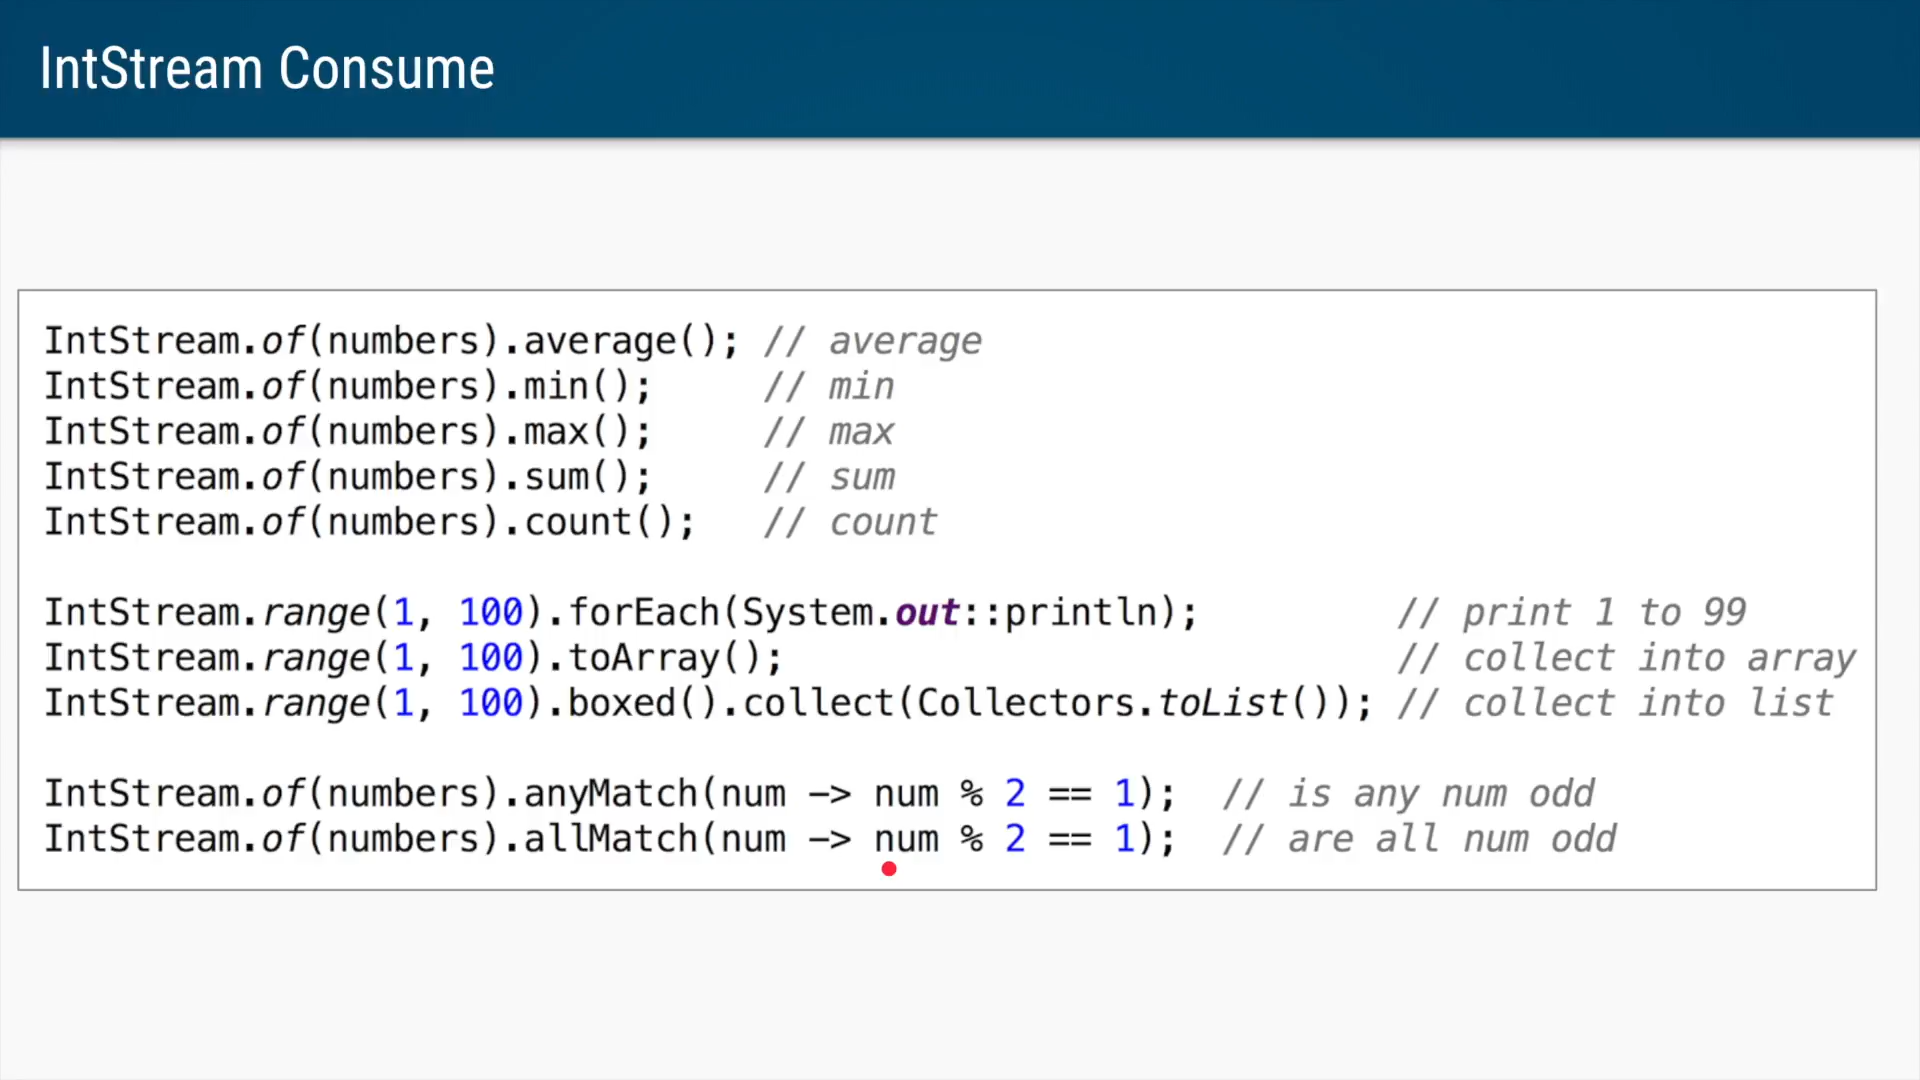 IntStream Consume
IntStream.of(numbers).average(); // average
IntStream.of(numbers).min();     // min
IntStream.of(numbers).max();     // max
IntStream.of(numbers).sum();     // sum
IntStream.of(numbers).count();   // count
IntStream.range(1, 100).forEach(System.out::println);         // print 1 to 99
IntStream.range(1, 100).toArray();                            // collect into array
IntStream.range(1, 100).boxed().collect(Collectors.toList()); // collect into list
IntStream.of(numbers).anyMatch(num -> num % 2 == 1);  // is any num odd
IntStream.of(numbers).allMatch(num -> num % 2 == 1);  // are all num odd